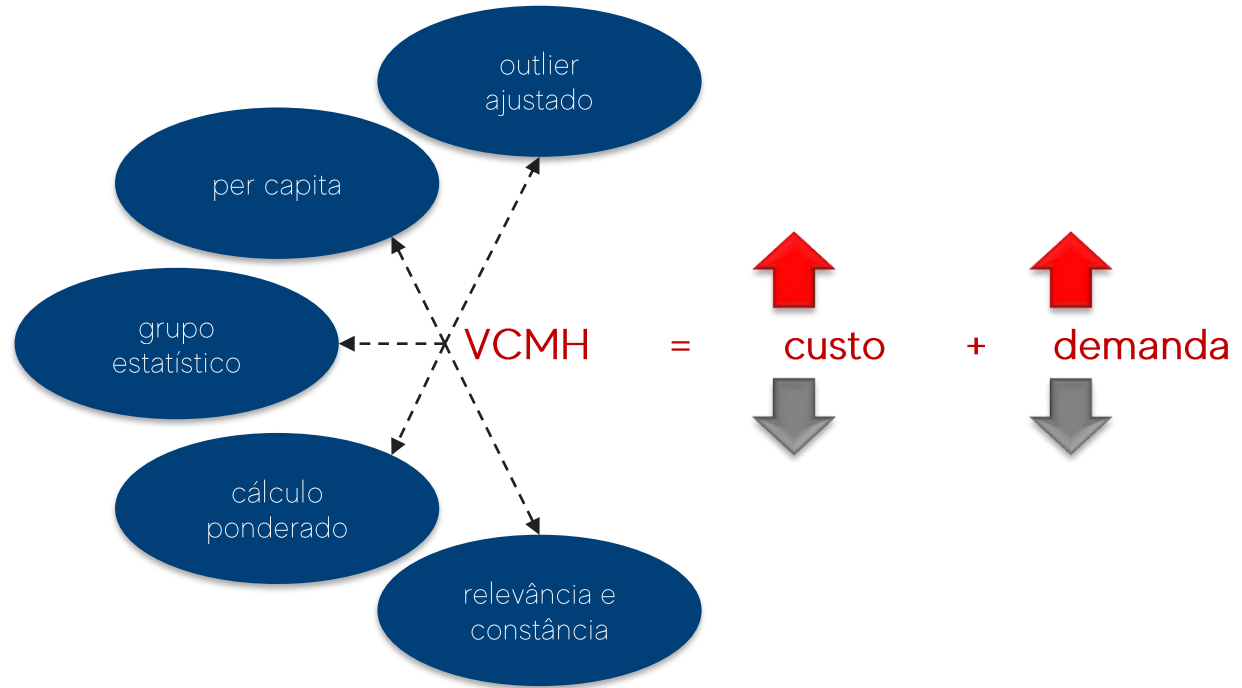 outlier
ajustado
per capita
grupo
estatístico
VCMH = custo + demanda
cálculo
ponderado
relevância e
constância